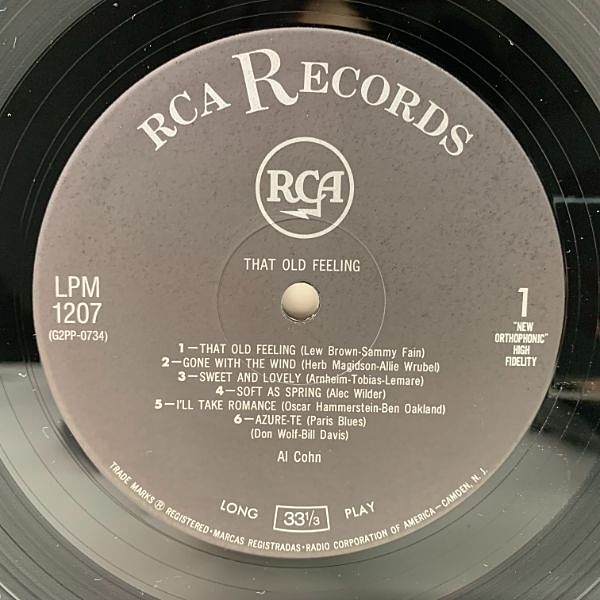 RCA RECORDS
RCA
THAT OLD FEELING
LPM
1207
(G2PP-0734)
1
"NEW
ORTHOPHONIC"
HIGH
FIDELITY
1—THAT OLD FEELING (Lew Brown-Sammy Fain)
2—GONE WITH THE WIND (Herb Magidson-Allie Wrubel)
3—SWEET AND LOVELY (Arnheim-Tobias-Lemare)
4—SOFT AS SPRING (Alec Wilder)
5—I'LL TAKE ROMANCE (Oscar Hammerstein-Ben Oakland)
6—AZURE-TE (Paris Blues)
(Don Wolf-Bill Davis)
Al Cohn
LONG 33⅓ PLAY
TRADE MARKS ® REGISTERED • MARCAS REGISTRADAS • RADIO CORPORATION OF AMERICA — CAMDEN, N. J.